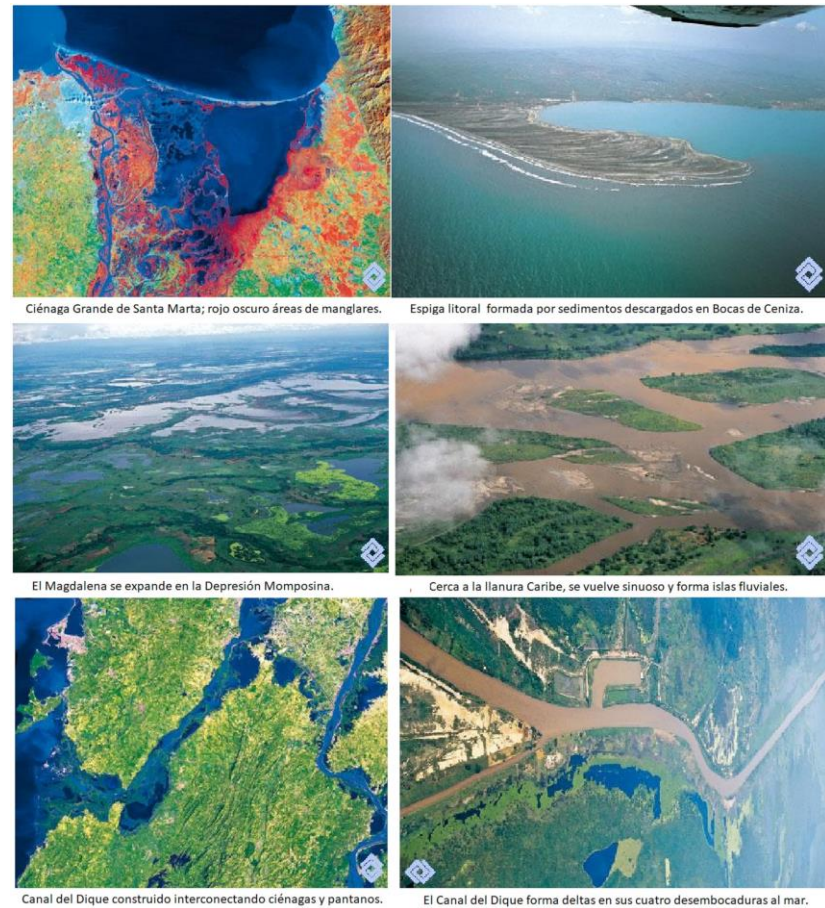 Ciénaga Grande de Santa Marta; rojo oscuro áreas de manglares.
Espiga litoral formada por sedimentos descargados en Bocas de Ceniza.
El Magdalena se expande en la Depresión Momposina.
Cerca a la llanura Caribe, se vuelve sinuoso y forma islas fluviales.
Canal del Dique construido interconectando ciénagas y pantanos.
El Canal del Dique forma deltas en sus cuatro desembocaduras al mar.